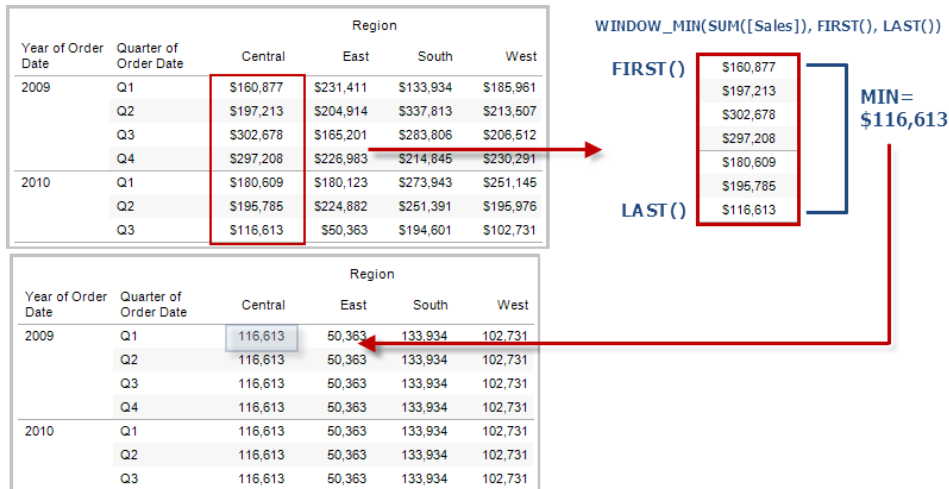 Region
Year of Order Date Quarter of Order Date Central East South West
2009 Q1 $160,877 $231,411 $133,934 $185,961
Q2 $197,213 $204,914 $337,813 $213,507
Q3 $302,678 $165,201 $283,806 $206,512
Q4 $297,208 $226,983 $214,845 $230,291
2010 Q1 $180,609 $180,123 $273,943 $251,145
Q2 $195,785 $224,882 $251,391 $195,976
Q3 $116,613 $50,363 $194,601 $102,731
WINDOW_MIN(SUM([Sales]), FIRST(), LAST())
FIRST() $160,877
$197,213
$302,678
$297,208
$180,609
$195,785
LAST() $116,613
MIN=
$116,613
Region
Year of Order Date Quarter of Order Date Central East South West
2009 Q1 116,613 50,363 133,934 102,731
Q2 116,613 50,363 133,934 102,731
Q3 116,613 50,363 133,934 102,731
Q4 116,613 50,363 133,934 102,731
2010 Q1 116,613 50,363 133,934 102,731
Q2 116,613 50,363 133,934 102,731
Q3 116,613 50,363 133,934 102,731